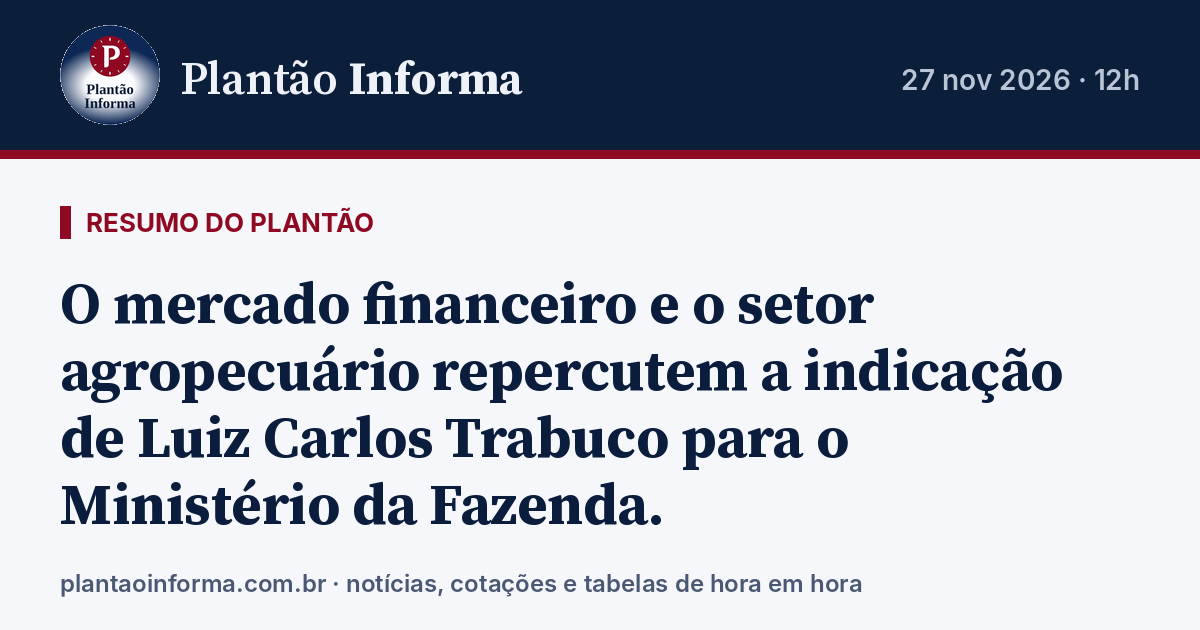 P
Plantão
Informa
Plantão Informa
27 nov 2026 · 12h
RESUMO DO PLANTÃO
O mercado financeiro e o setor
agropecuário repercutem a indicação
de Luiz Carlos Trabuco para o
Ministério da Fazenda.
plantaoinforma.com.br · notícias, cotações e tabelas de hora em hora